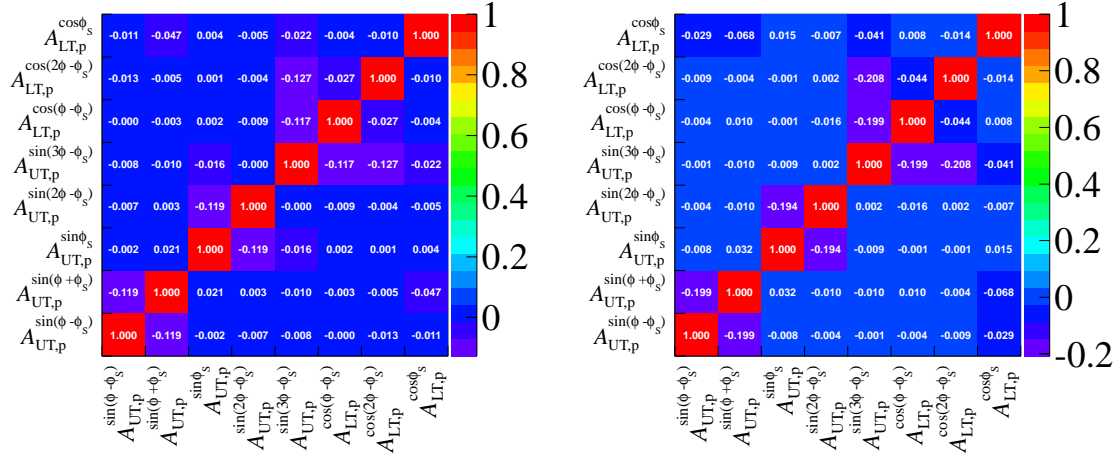 A_{LT,p}^{cosϕ_s} -0.011 -0.047 0.004 -0.005 -0.022 -0.004 -0.010 1.000
A_{LT,p}^{cos(2ϕ-ϕ_s)} -0.013 -0.005 0.001 -0.004 -0.127 -0.027 1.000 -0.010
A_{LT,p}^{cos(ϕ-ϕ_s)} -0.000 -0.003 0.002 -0.009 -0.117 1.000 -0.027 -0.004
A_{UT,p}^{sin(3ϕ-ϕ_s)} -0.008 -0.010 -0.016 -0.000 1.000 -0.117 -0.127 -0.022
A_{UT,p}^{sin(2ϕ-ϕ_s)} -0.007 0.003 -0.119 1.000 -0.000 -0.009 -0.004 -0.005
A_{UT,p}^{sinϕ_s} -0.002 0.021 1.000 -0.119 -0.016 0.002 0.001 0.004
A_{UT,p}^{sin(ϕ+ϕ_s)} -0.119 1.000 0.021 0.003 -0.010 -0.003 -0.005 -0.047
A_{UT,p}^{sin(ϕ-ϕ_s)} 1.000 -0.119 -0.002 -0.007 -0.008 -0.000 -0.013 -0.011
A_{UT,p}^{sin(ϕ-ϕ_s)} A_{UT,p}^{sin(ϕ+ϕ_s)} A_{UT,p}^{sinϕ_s} A_{UT,p}^{sin(2ϕ-ϕ_s)} A_{UT,p}^{sin(3ϕ-ϕ_s)} A_{LT,p}^{cos(ϕ-ϕ_s)} A_{LT,p}^{cos(2ϕ-ϕ_s)} A_{LT,p}^{cosϕ_s}
1
0.8
0.6
0.4
0.2
0
A_{LT,p}^{cosϕ_s} -0.029 -0.068 0.015 -0.007 -0.041 0.008 -0.014 1.000
A_{LT,p}^{cos(2ϕ-ϕ_s)} -0.009 -0.004 -0.001 0.002 -0.208 -0.044 1.000 -0.014
A_{LT,p}^{cos(ϕ-ϕ_s)} -0.004 0.010 -0.001 -0.016 -0.199 1.000 -0.044 0.008
A_{UT,p}^{sin(3ϕ-ϕ_s)} -0.001 -0.010 -0.009 0.002 1.000 -0.199 -0.208 -0.041
A_{UT,p}^{sin(2ϕ-ϕ_s)} -0.004 -0.010 -0.194 1.000 0.002 -0.016 0.002 -0.007
A_{UT,p}^{sinϕ_s} -0.008 0.032 1.000 -0.194 -0.009 -0.001 -0.001 0.015
A_{UT,p}^{sin(ϕ+ϕ_s)} -0.199 1.000 0.032 -0.010 -0.010 0.010 -0.004 -0.068
A_{UT,p}^{sin(ϕ-ϕ_s)} 1.000 -0.199 -0.008 -0.004 -0.001 -0.004 -0.009 -0.029
A_{UT,p}^{sin(ϕ-ϕ_s)} A_{UT,p}^{sin(ϕ+ϕ_s)} A_{UT,p}^{sinϕ_s} A_{UT,p}^{sin(2ϕ-ϕ_s)} A_{UT,p}^{sin(3ϕ-ϕ_s)} A_{LT,p}^{cos(ϕ-ϕ_s)} A_{LT,p}^{cos(2ϕ-ϕ_s)} A_{LT,p}^{cosϕ_s}
1
0.8
0.6
0.4
0.2
0
-0.2